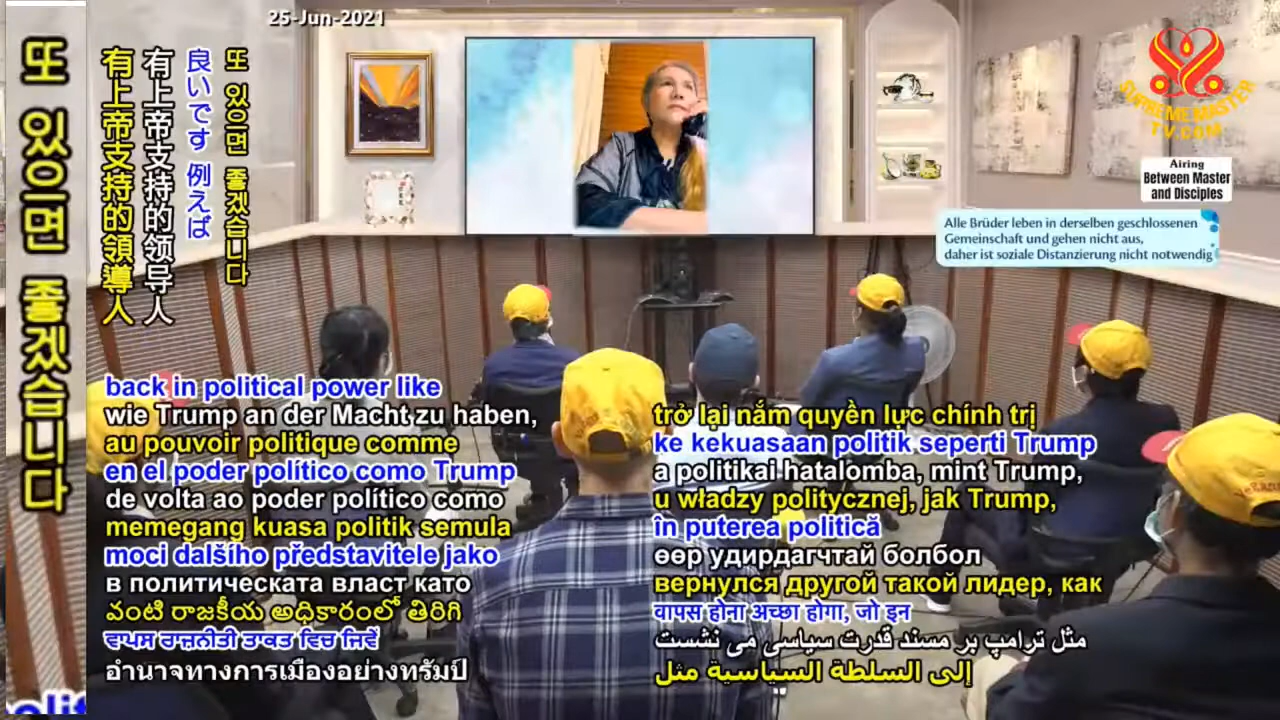 25-Jun-2021
또 있으면 좋겠습니다
有上帝支持的領導人
有上帝支持的领导人
良いです 例えば
또 있으면 좋겠습니다
SUPREME MASTER
TV.COM
Airing
Between Master
and Disciples
Alle Brüder leben in derselben geschlossenen
Gemeinschaft und gehen nicht aus,
daher ist soziale Distanzierung nicht notwendig
back in political power like
wie Trump an der Macht zu haben,
au pouvoir politique comme
en el poder político como Trump
de volta ao poder político como
memegang kuasa politik semula
moci dalšího představitele jako
в политическата власт като
వంటి రాజకీయ అధికారంలో తిరిగి
ਵਾਪਸ ਰਾਜਨੀਤੀ ਤਾਕਤ ਵਿਚ ਜਿਵੇਂ
อำนาจทางการเมืองอย่างทรัมป์
trở lại nắm quyền lực chính trị
ke kekuasaan politik seperti Trump
a politikai hatalomba, mint Trump,
u władzy politycznej, jak Trump,
în puterea politică
өөр удирдагчтай болбол
вернулся другой такой лидер, как
वापस होना अच्छा होगा, जो इन
مثل ترامپ بر مسند قدرت سیاسی می نشست
إلى السلطة السياسية مثل